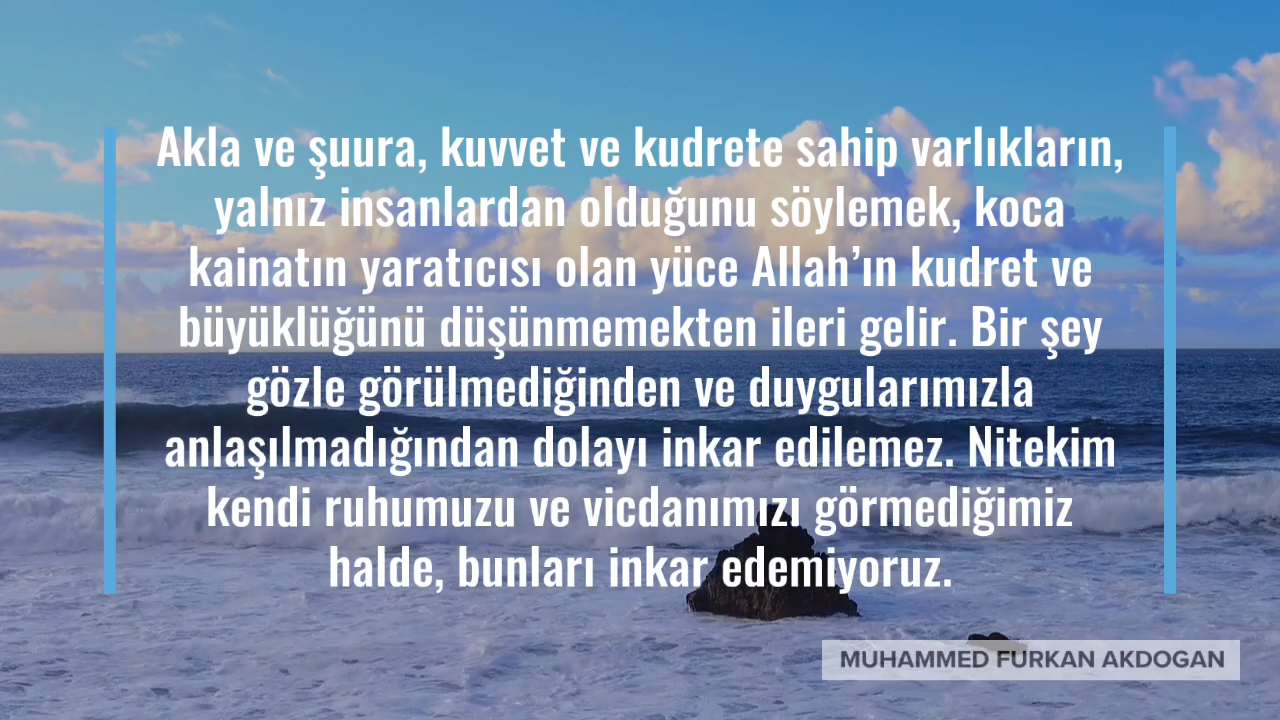 Akla ve şuura, kuvvet ve kudrete sahip varlıkların,
yalnız insanlardan olduğunu söylemek, koca
kainatın yaratıcısı olan yüce Allah’ın kudret ve
büyüklüğünü düşünmemekten ileri gelir. Bir şey
gözle görülmediğinden ve duygularımızla
anlaşılmadığından dolayı inkar edilemez. Nitekim
kendi ruhumuzu ve vicdanımızı görmediğimiz
halde, bunları inkar edemiyoruz.
MUHAMMED FURKAN AKDOGAN